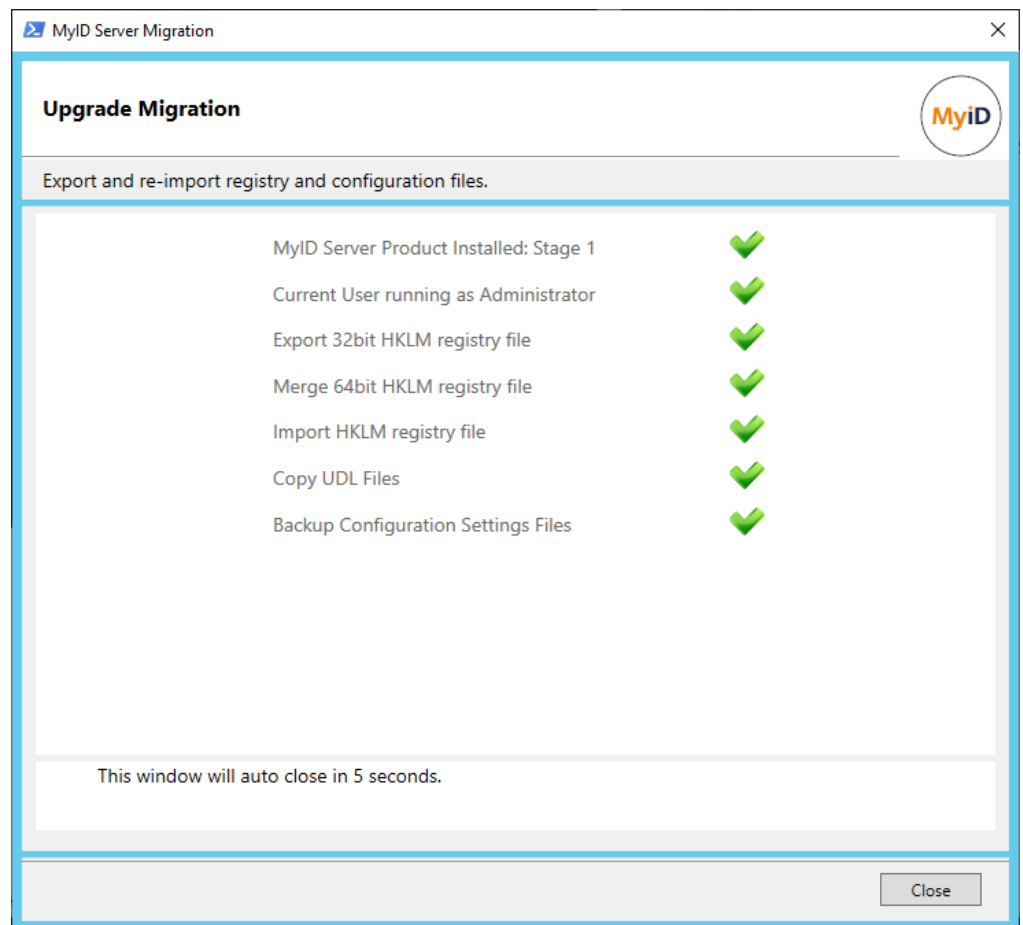 MyID Server Migration
Upgrade Migration
MyiD
Export and re-import registry and configuration files.
MyID Server Product Installed: Stage 1
Current User running as Administrator
Export 32bit HKLM registry file
Merge 64bit HKLM registry file
Import HKLM registry file
Copy UDL Files
Backup Configuration Settings Files
This window will auto close in 5 seconds.
Close